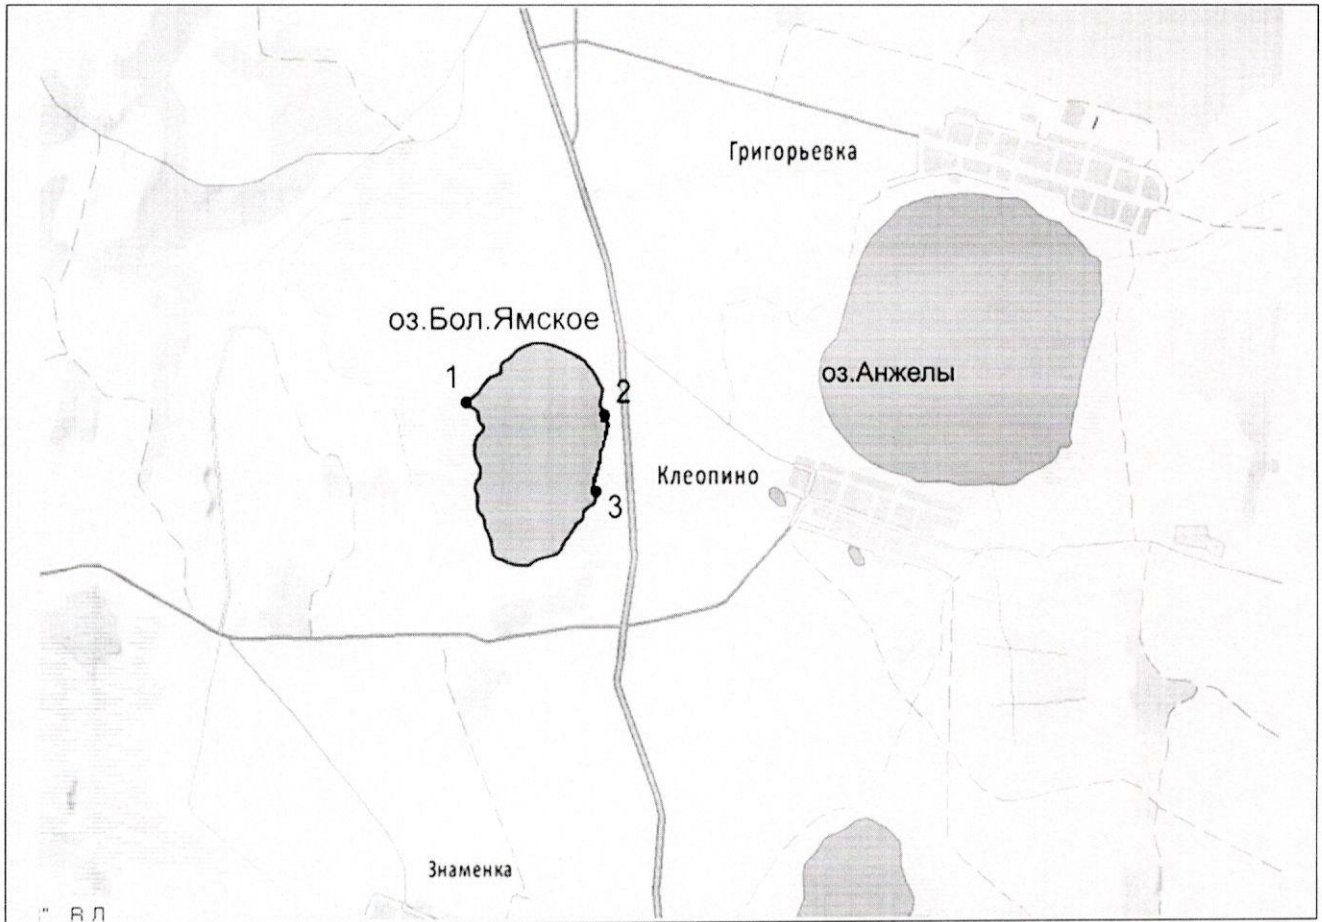 Григорьевка
оз.Бол.Ямское
оз.Анжелы
1
2
Клеопино
3
Знаменка